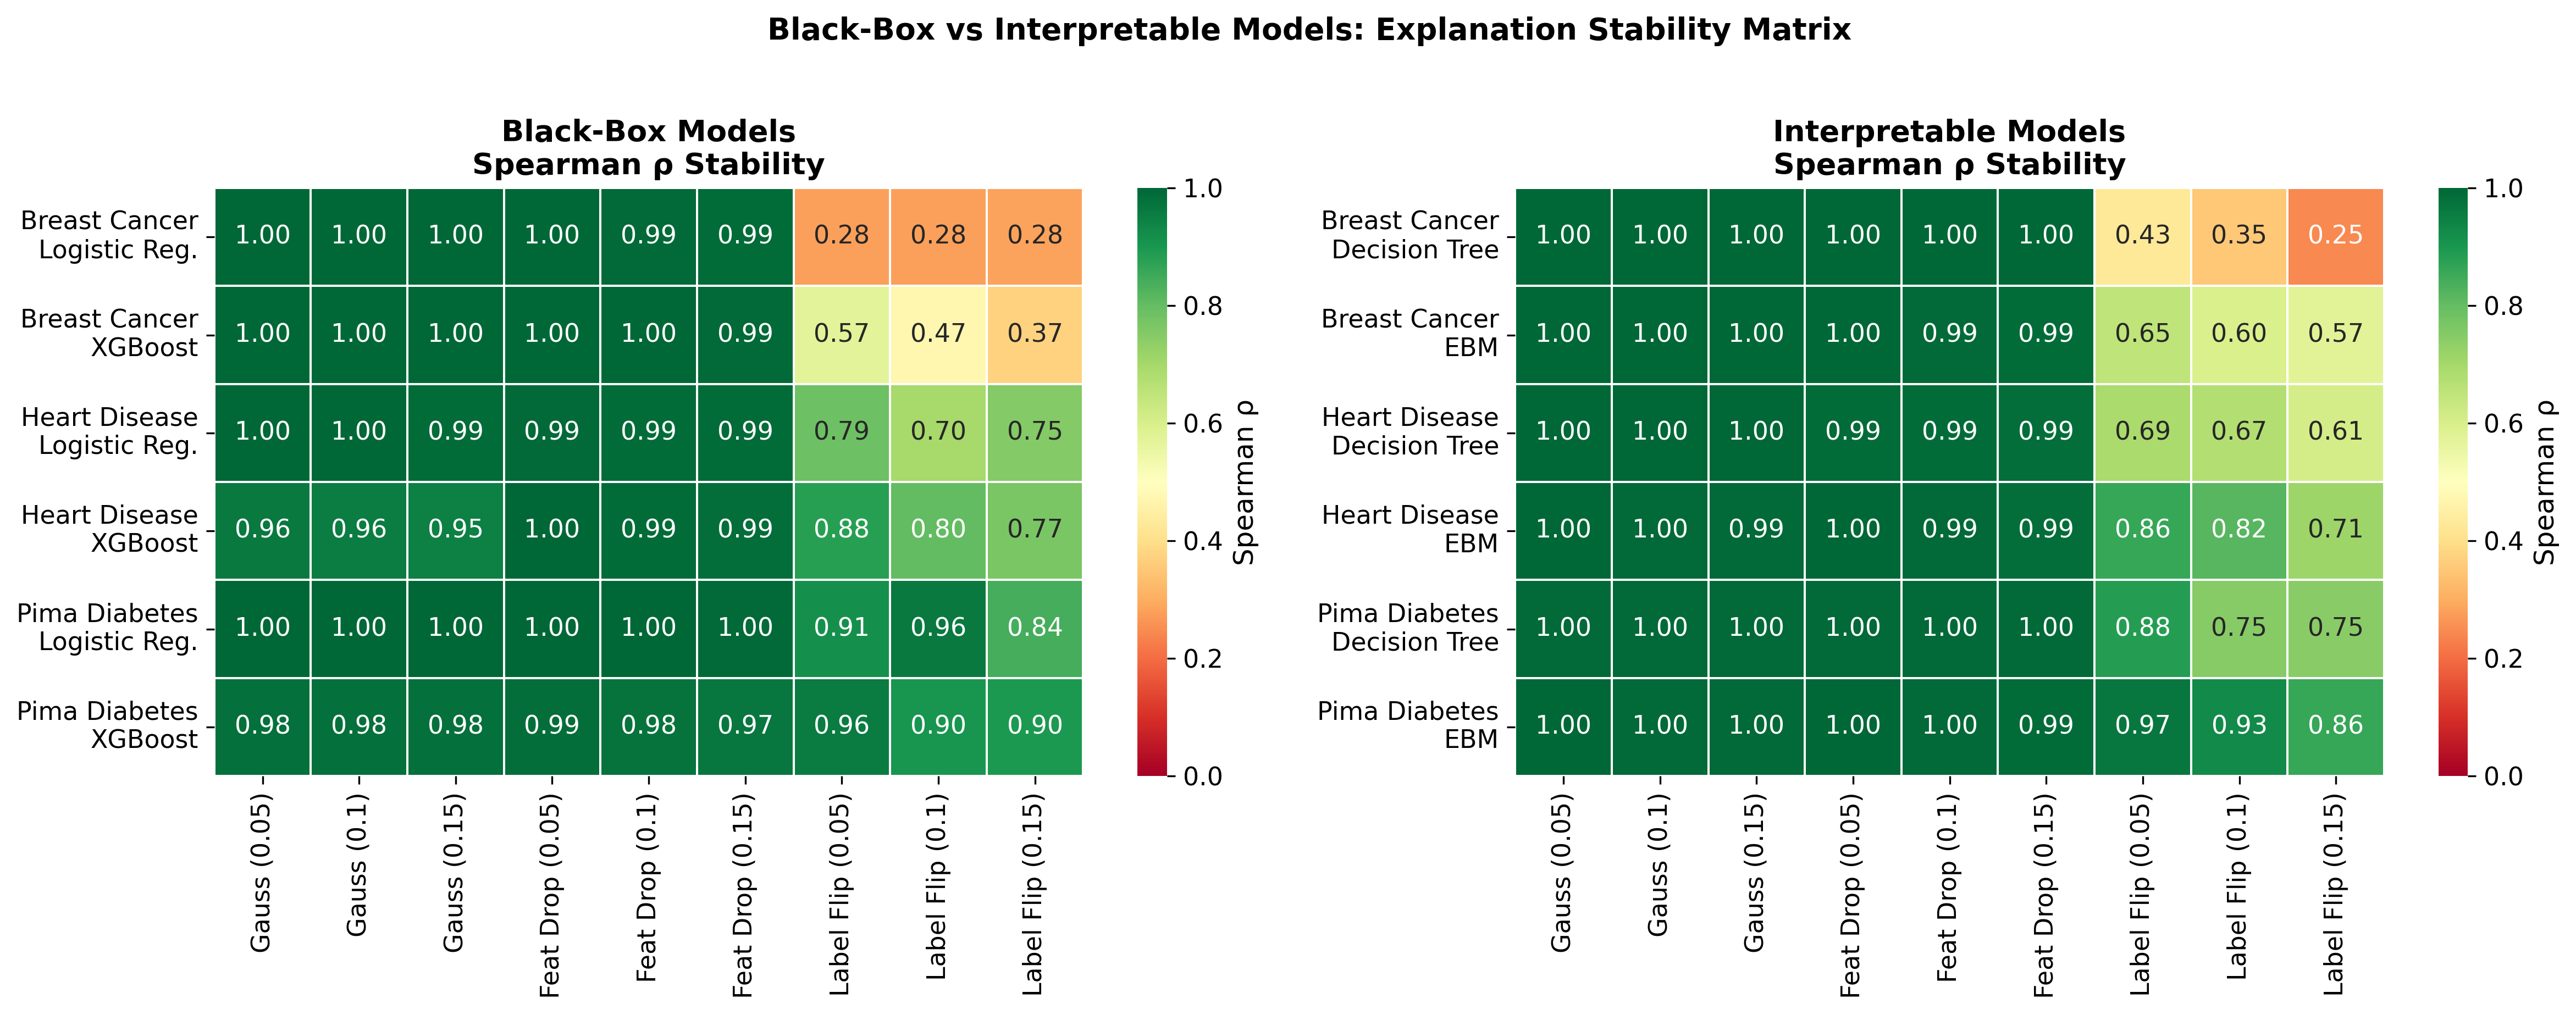 Black-Box vs Interpretable Models: Explanation Stability Matrix
Black-Box Models
Spearman ρ Stability
Breast Cancer
Logistic Reg.
1.00 1.00 1.00 1.00 0.99 0.99 0.28 0.28 0.28
Breast Cancer
XGBoost
1.00 1.00 1.00 1.00 1.00 0.99 0.57 0.47 0.37
Heart Disease
Logistic Reg.
1.00 1.00 0.99 0.99 0.99 0.99 0.79 0.70 0.75
Heart Disease
XGBoost
0.96 0.96 0.95 1.00 0.99 0.99 0.88 0.80 0.77
Pima Diabetes
Logistic Reg.
1.00 1.00 1.00 1.00 1.00 1.00 0.91 0.96 0.84
Pima Diabetes
XGBoost
0.98 0.98 0.98 0.99 0.98 0.97 0.96 0.90 0.90
Gauss (0.05)
Gauss (0.1)
Gauss (0.15)
Feat Drop (0.05)
Feat Drop (0.1)
Feat Drop (0.15)
Label Flip (0.05)
Label Flip (0.1)
Label Flip (0.15)
1.0
0.8
0.6
0.4
0.2
0.0
Spearman ρ
Interpretable Models
Spearman ρ Stability
Breast Cancer
Decision Tree
1.00 1.00 1.00 1.00 1.00 1.00 0.43 0.35 0.25
Breast Cancer
EBM
1.00 1.00 1.00 1.00 0.99 0.99 0.65 0.60 0.57
Heart Disease
Decision Tree
1.00 1.00 1.00 0.99 0.99 0.99 0.69 0.67 0.61
Heart Disease
EBM
1.00 1.00 0.99 1.00 0.99 0.99 0.86 0.82 0.71
Pima Diabetes
Decision Tree
1.00 1.00 1.00 1.00 1.00 1.00 0.88 0.75 0.75
Pima Diabetes
EBM
1.00 1.00 1.00 1.00 1.00 0.99 0.97 0.93 0.86
Gauss (0.05)
Gauss (0.1)
Gauss (0.15)
Feat Drop (0.05)
Feat Drop (0.1)
Feat Drop (0.15)
Label Flip (0.05)
Label Flip (0.1)
Label Flip (0.15)
1.0
0.8
0.6
0.4
0.2
0.0
Spearman ρ